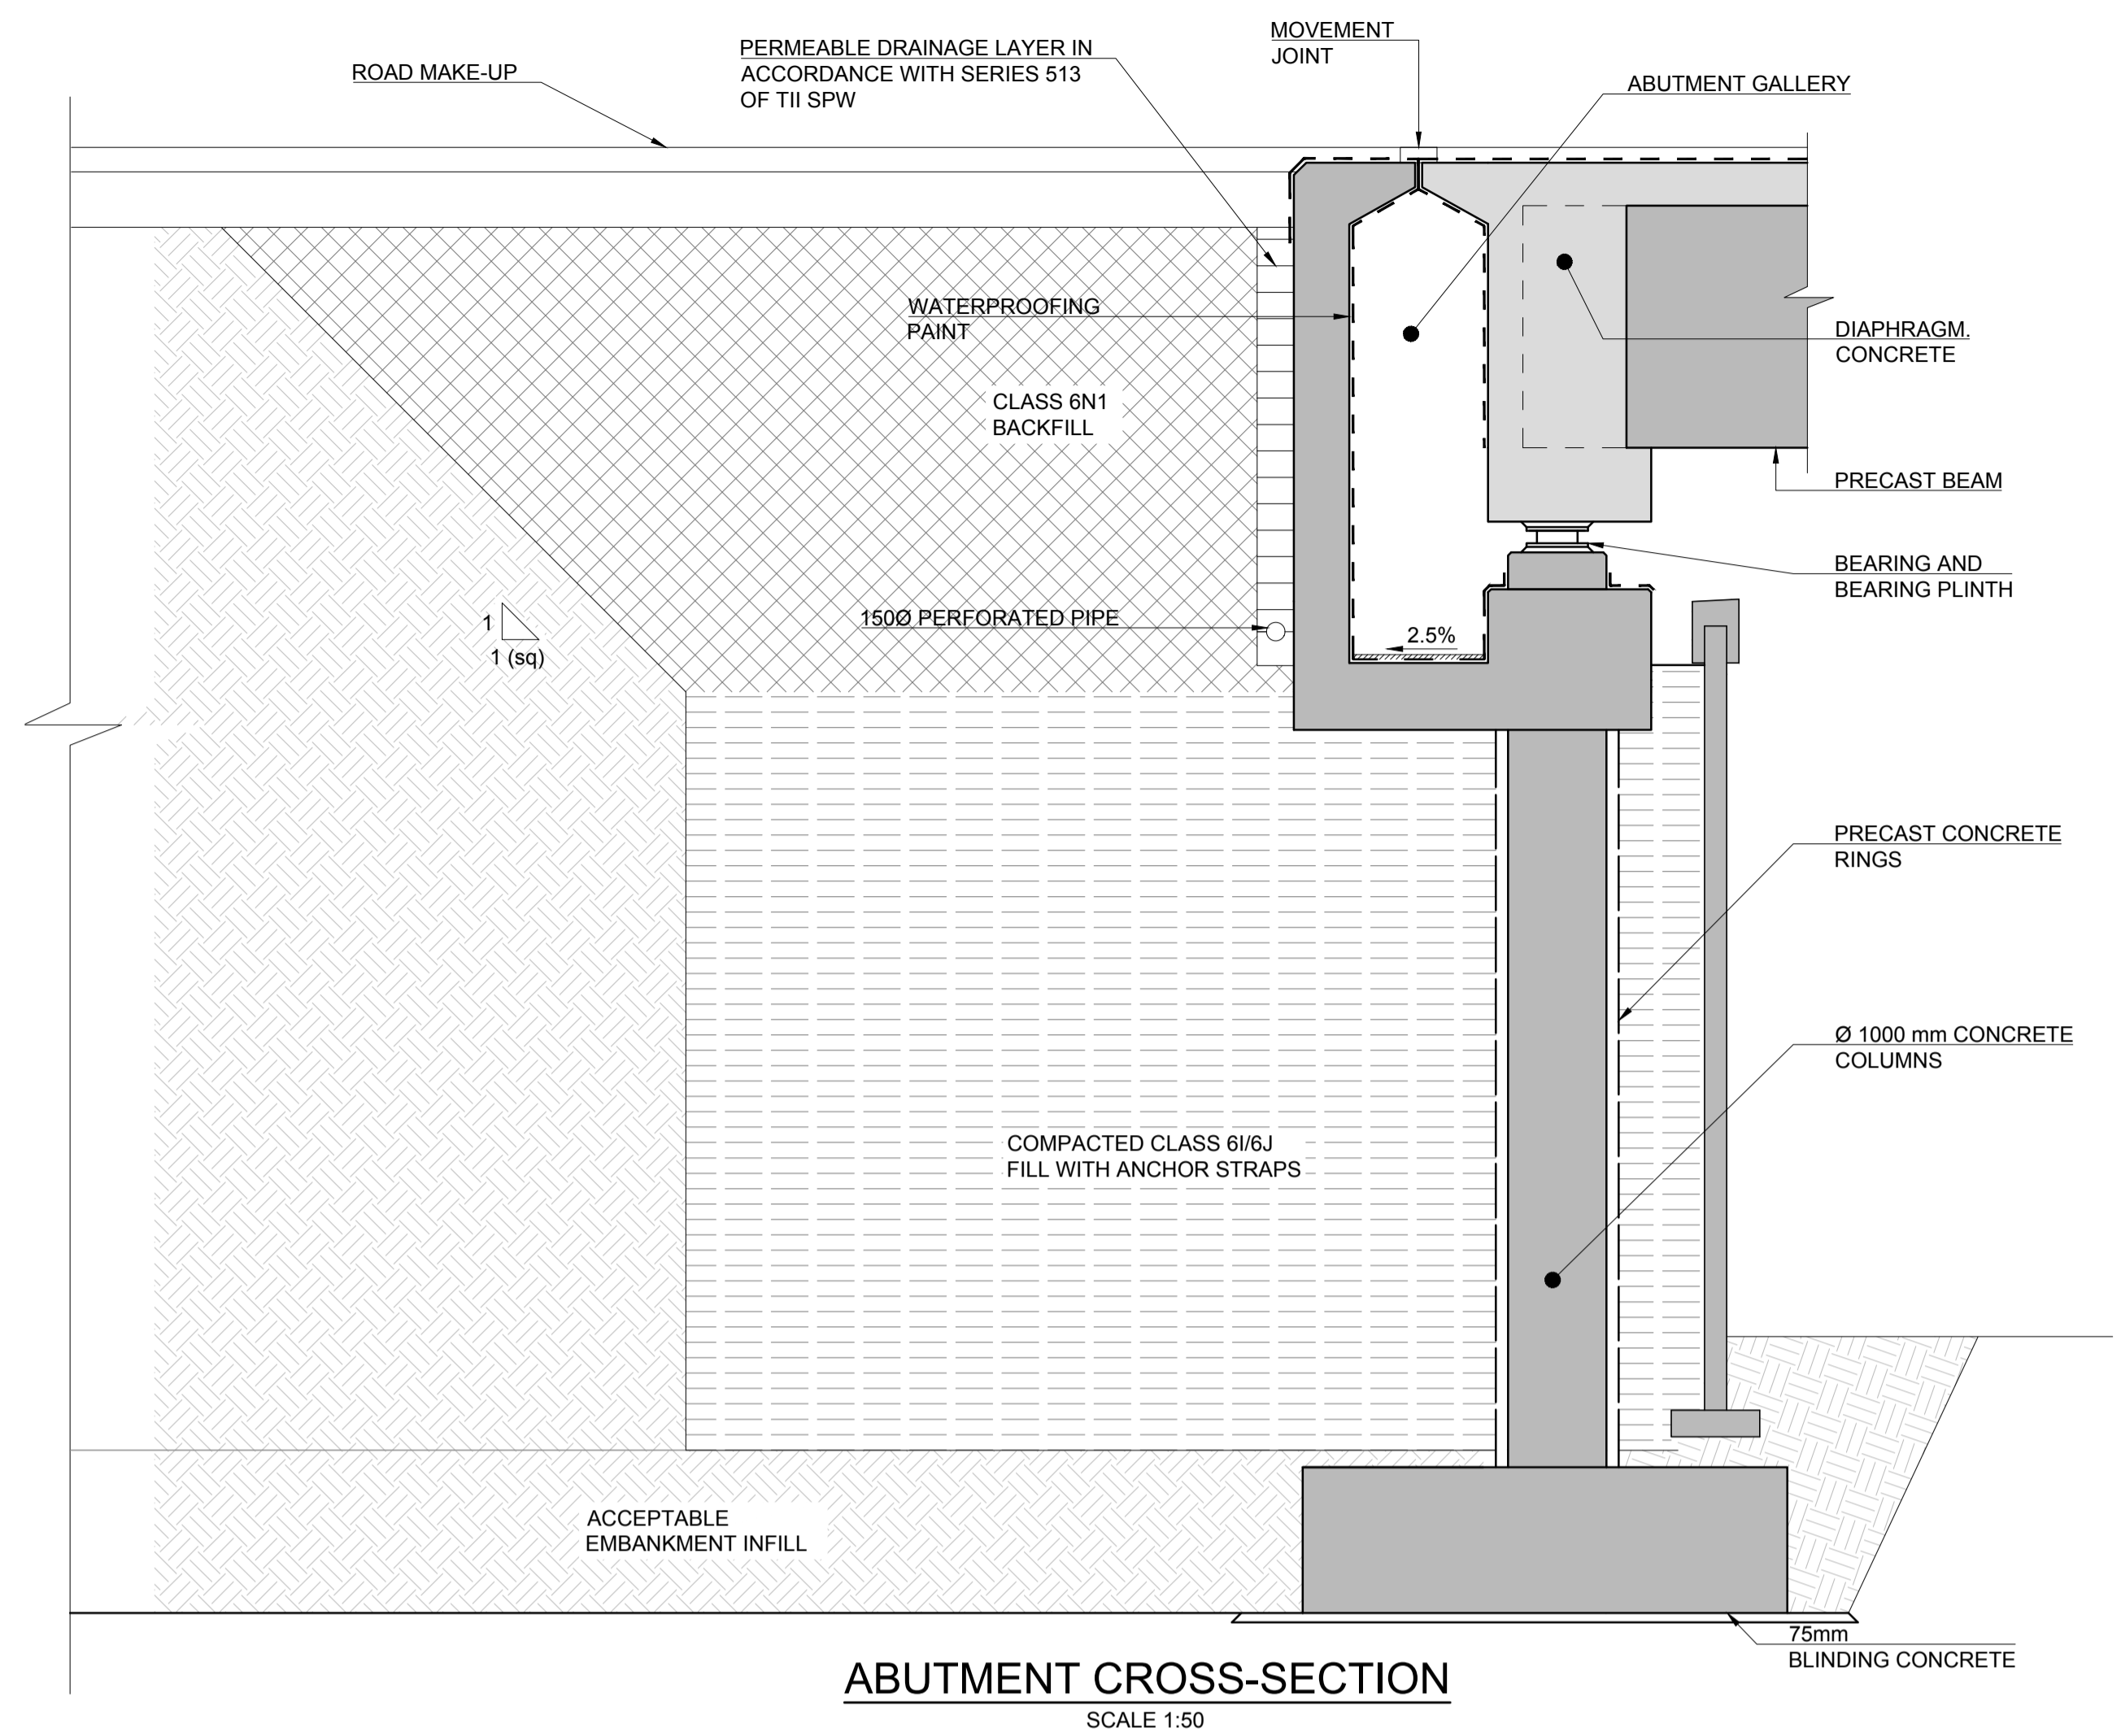 MOVEMENT
JOINT
PERMEABLE DRAINAGE LAYER IN
ACCORDANCE WITH SERIES 513
OF TII SPW
ROAD MAKE-UP
ABUTMENT GALLERY
WATERPROOFING
PAINT
DIAPHRAGM.
CONCRETE
CLASS 6N1
BACKFILL
PRECAST BEAM
BEARING AND
BEARING PLINTH
150Ø PERFORATED PIPE
1
1 (sq)
2.5%
PRECAST CONCRETE
RINGS
Ø 1000 mm CONCRETE
COLUMNS
COMPACTED CLASS 6I/6J
FILL WITH ANCHOR STRAPS
ACCEPTABLE
EMBANKMENT INFILL
75mm
BLINDING CONCRETE
ABUTMENT CROSS-SECTION
SCALE 1:50